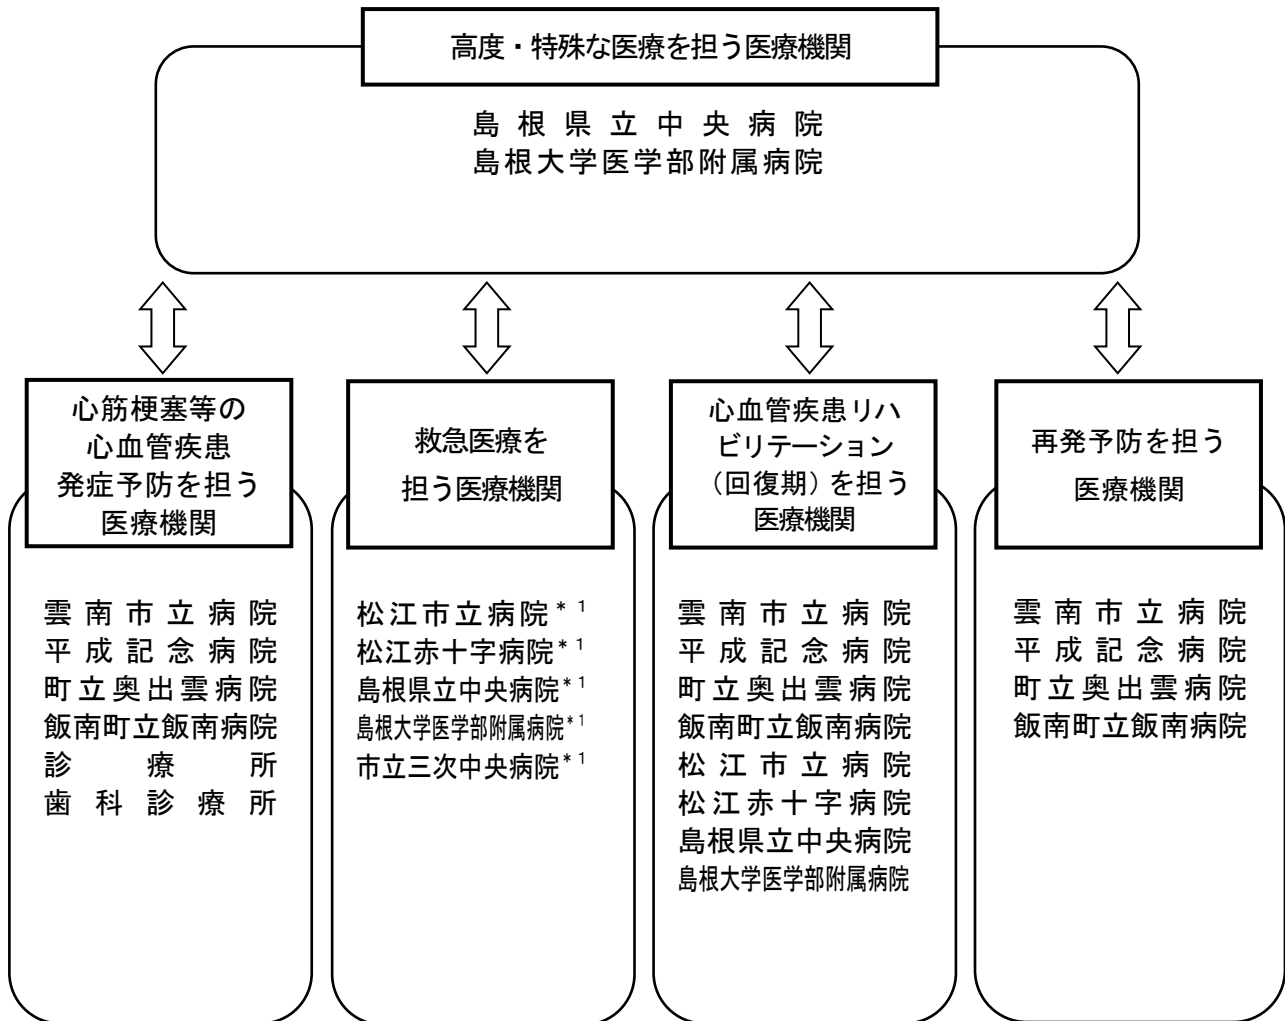 高度・特殊な医療を担う医療機関
島根県立中央病院
島根大学医学部附属病院
心筋梗塞等の
心血管疾患
発症予防を担う
医療機関
雲南市立病院
平成記念病院
町立奥出雲病院
飯南町立飯南病院
診療所
歯科診療所
救急医療を
担う医療機関
松江市立病院*1
松江赤十字病院*1
島根県立中央病院*1
島根大学医学部附属病院*1
市立三次中央病院*1
心血管疾患リハ
ビリテーション
（回復期）を担う
医療機関
雲南市立病院
平成記念病院
町立奥出雲病院
飯南町立飯南病院
松江市立病院
松江赤十字病院
島根県立中央病院
島根大学医学部附属病院
再発予防を担う
医療機関
雲南市立病院
平成記念病院
町立奥出雲病院
飯南町立飯南病院